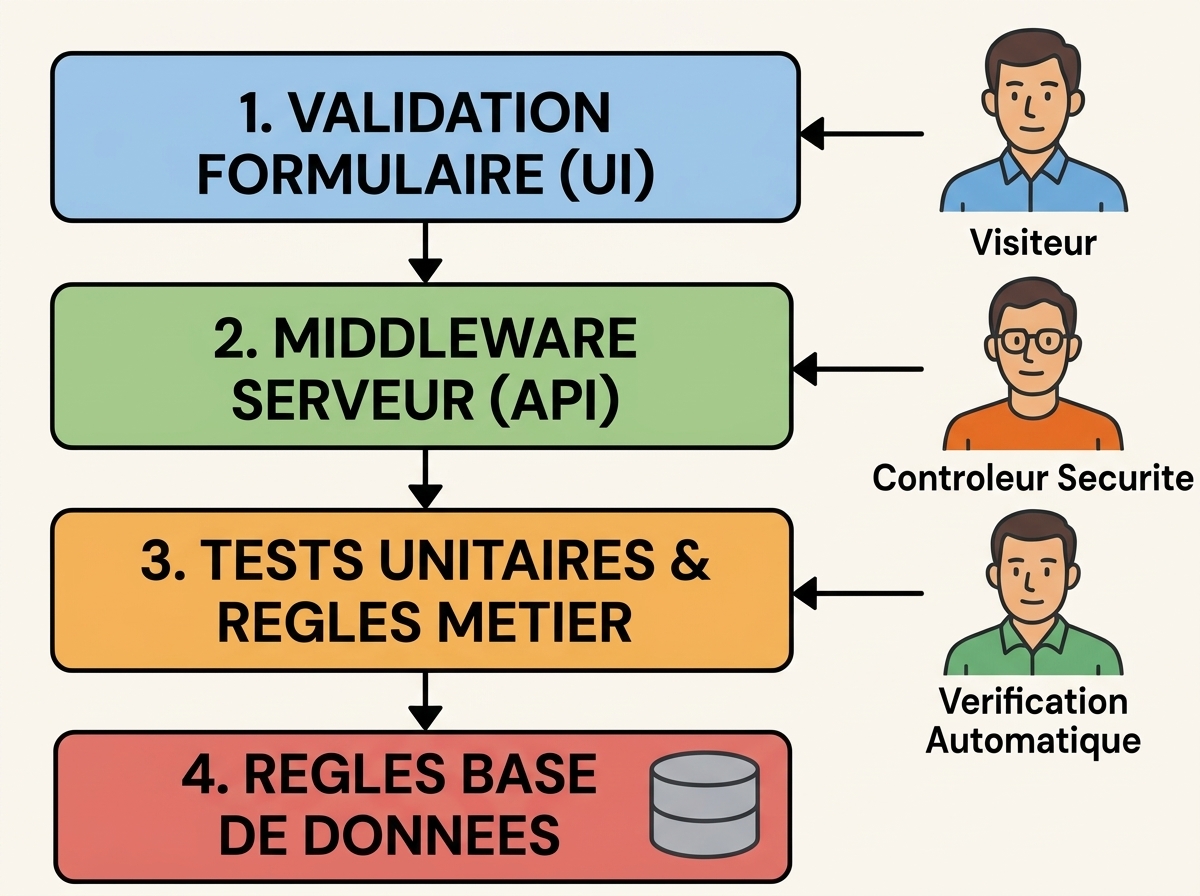 1. VALIDATION
FORMULAIRE (UI)
Visiteur
2. MIDDLEWARE
SERVEUR (API)
Controleur Securite
3. TESTS UNITAIRES &
REGLES METIER
Verification
Automatique
4. REGLES BASE
DE DONNEES